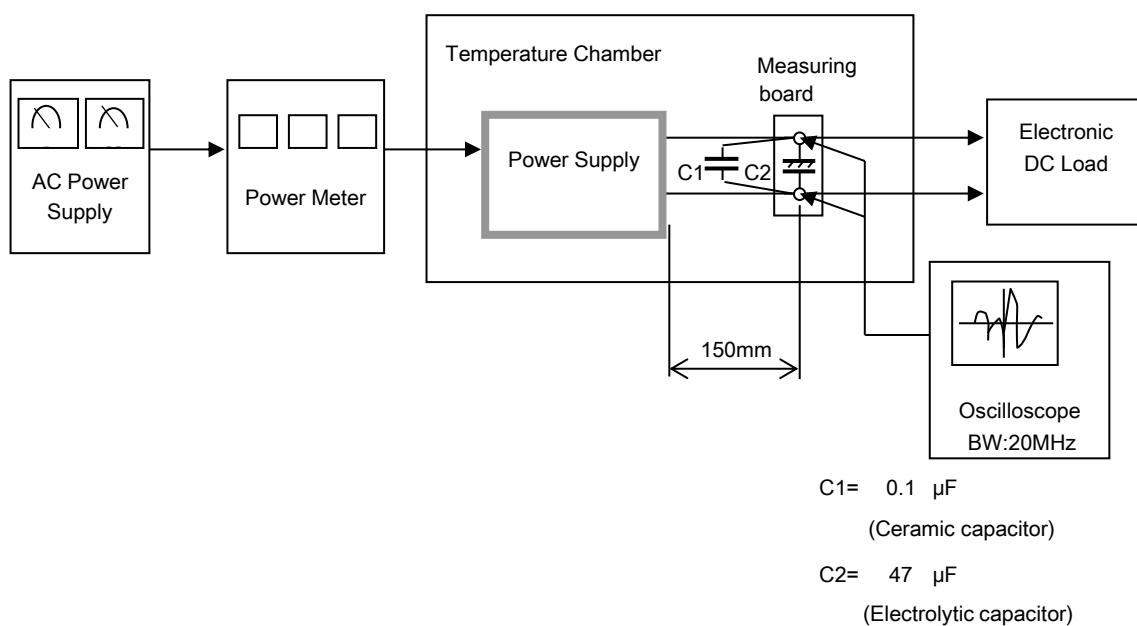 Temperature Chamber
Measuring
board
AC Power
Supply
Power Meter
Power Supply
C1
C2
Electronic
DC Load
150mm
Oscilloscope
BW:20MHz
C1= 0.1 μF
(Ceramic capacitor)
C2= 47 μF
(Electrolytic capacitor)